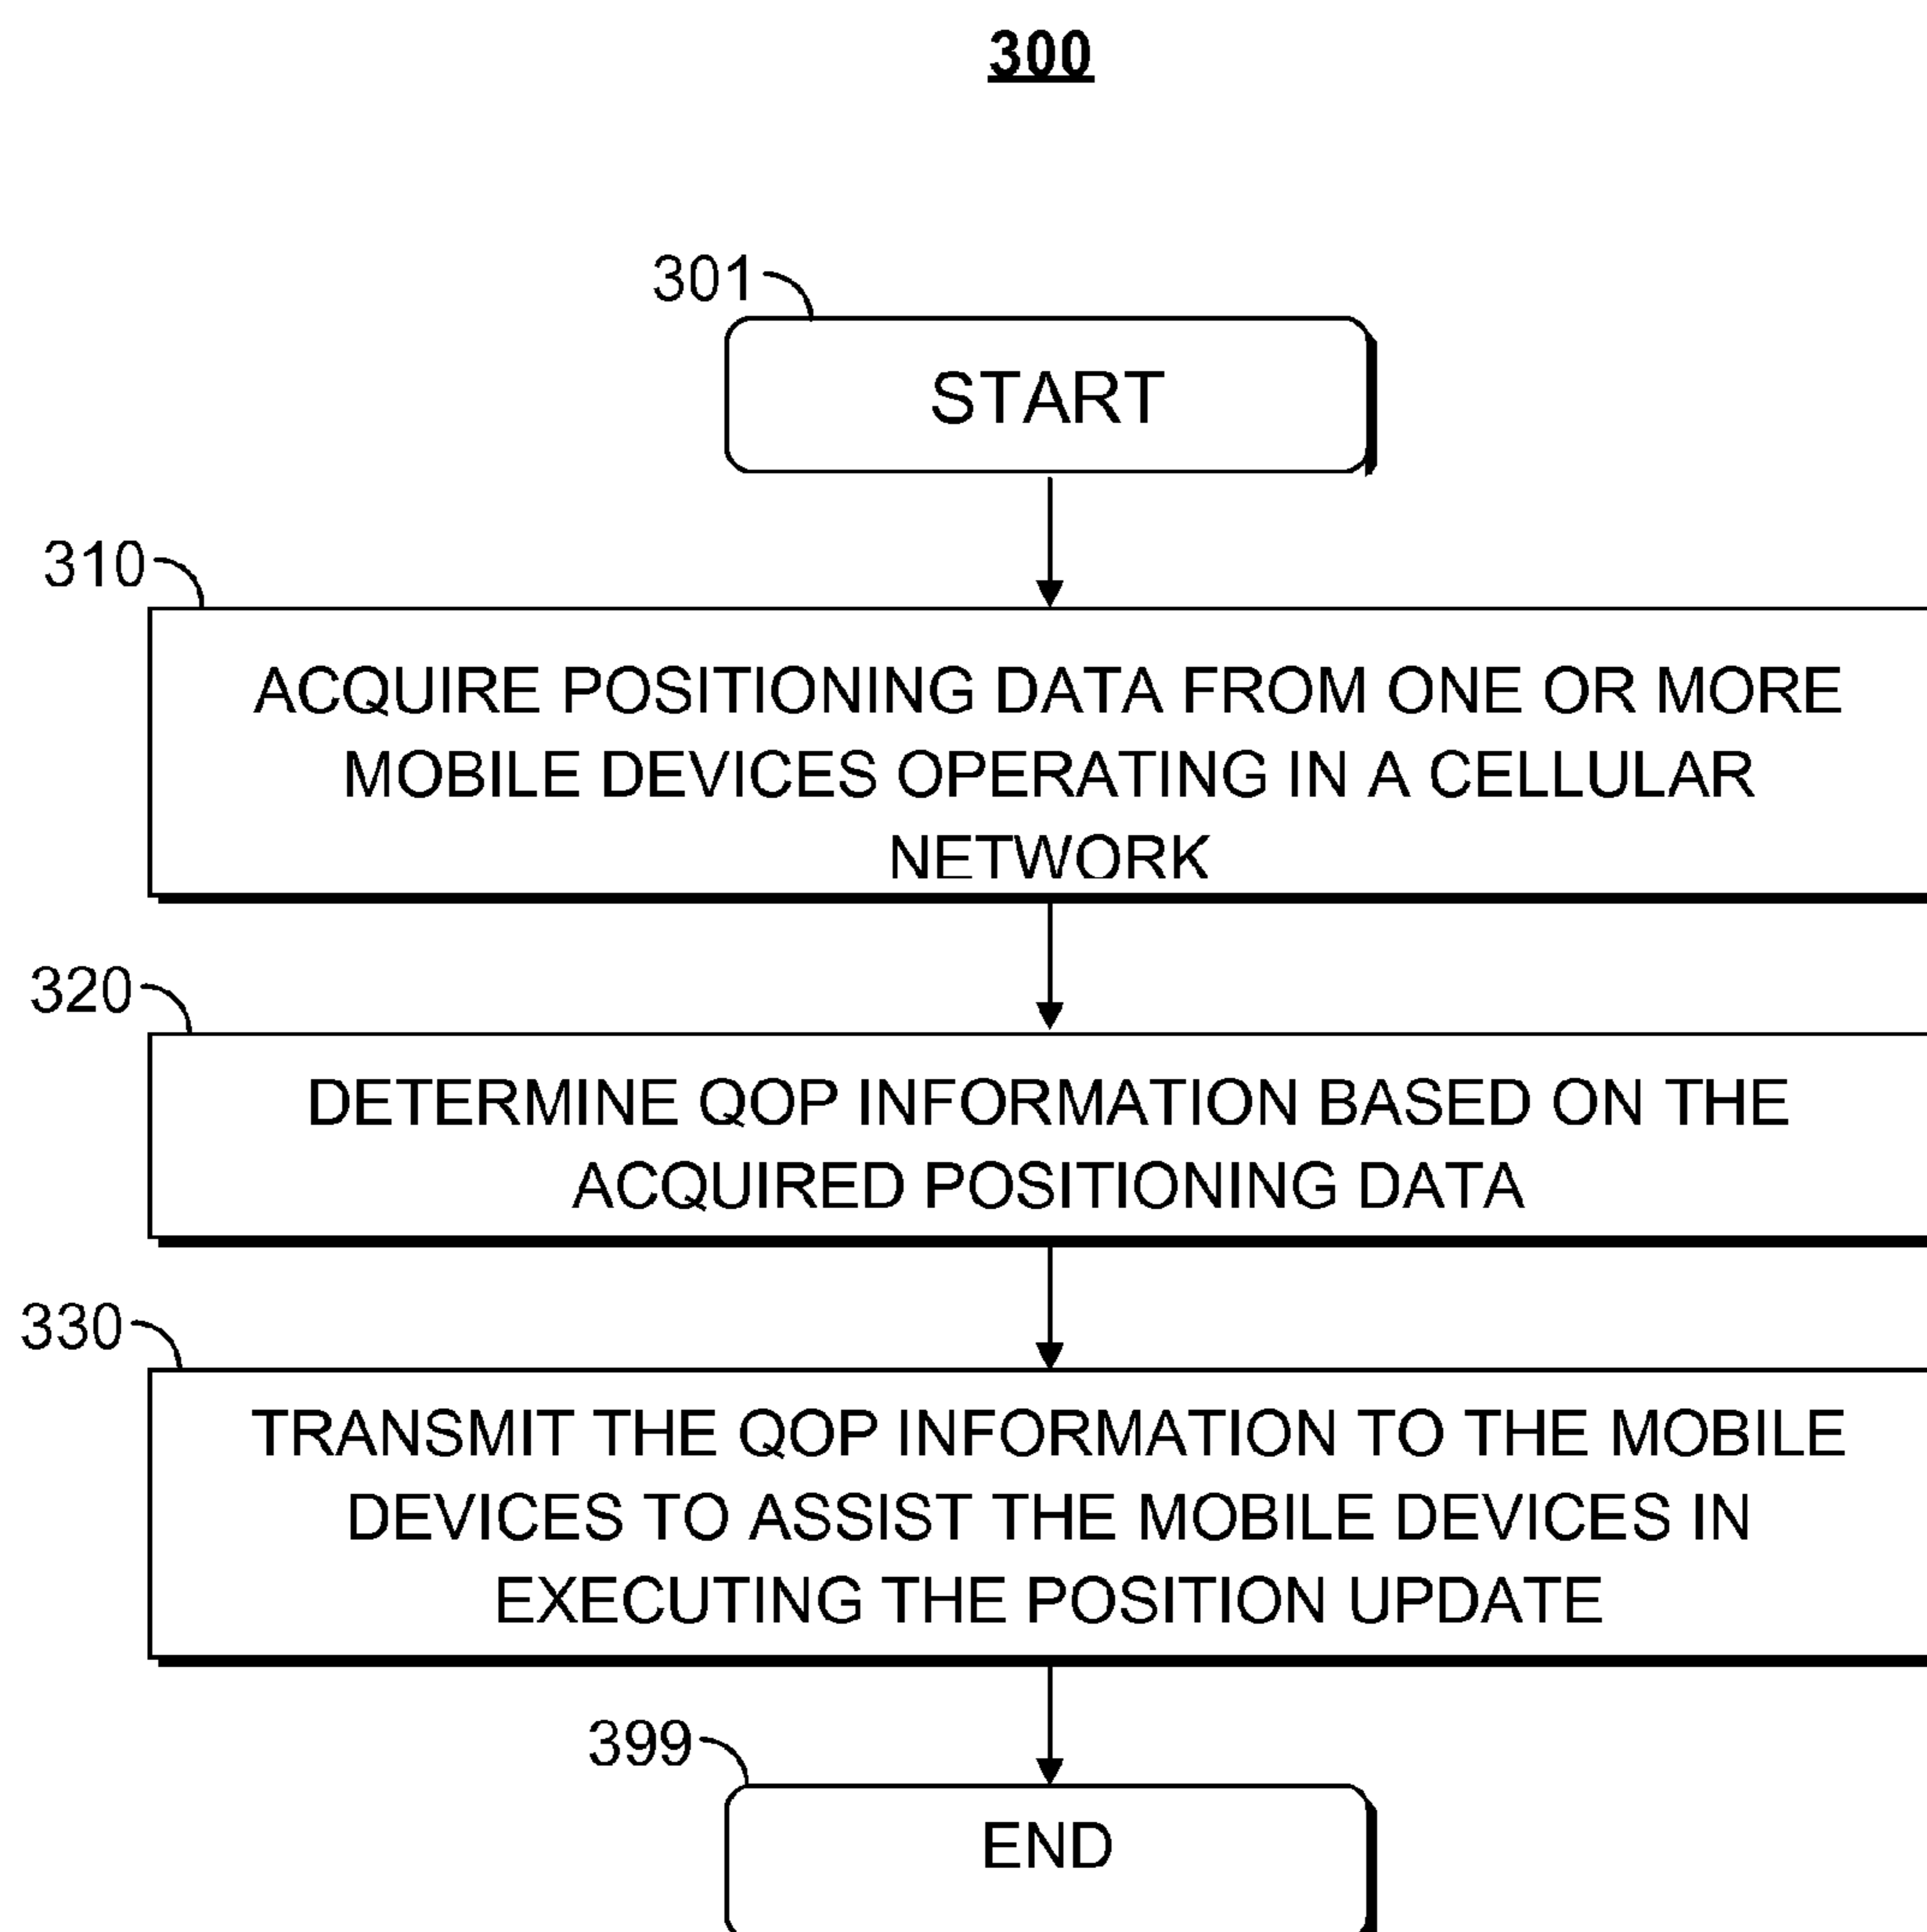 300
301
START
310
ACQUIRE POSITIONING DATA FROM ONE OR MORE
MOBILE DEVICES OPERATING IN A CELLULAR
NETWORK
320
DETERMINE QOP INFORMATION BASED ON THE
ACQUIRED POSITIONING DATA
330
TRANSMIT THE QOP INFORMATION TO THE MOBILE
DEVICES TO ASSIST THE MOBILE DEVICES IN
EXECUTING THE POSITION UPDATE
399
END